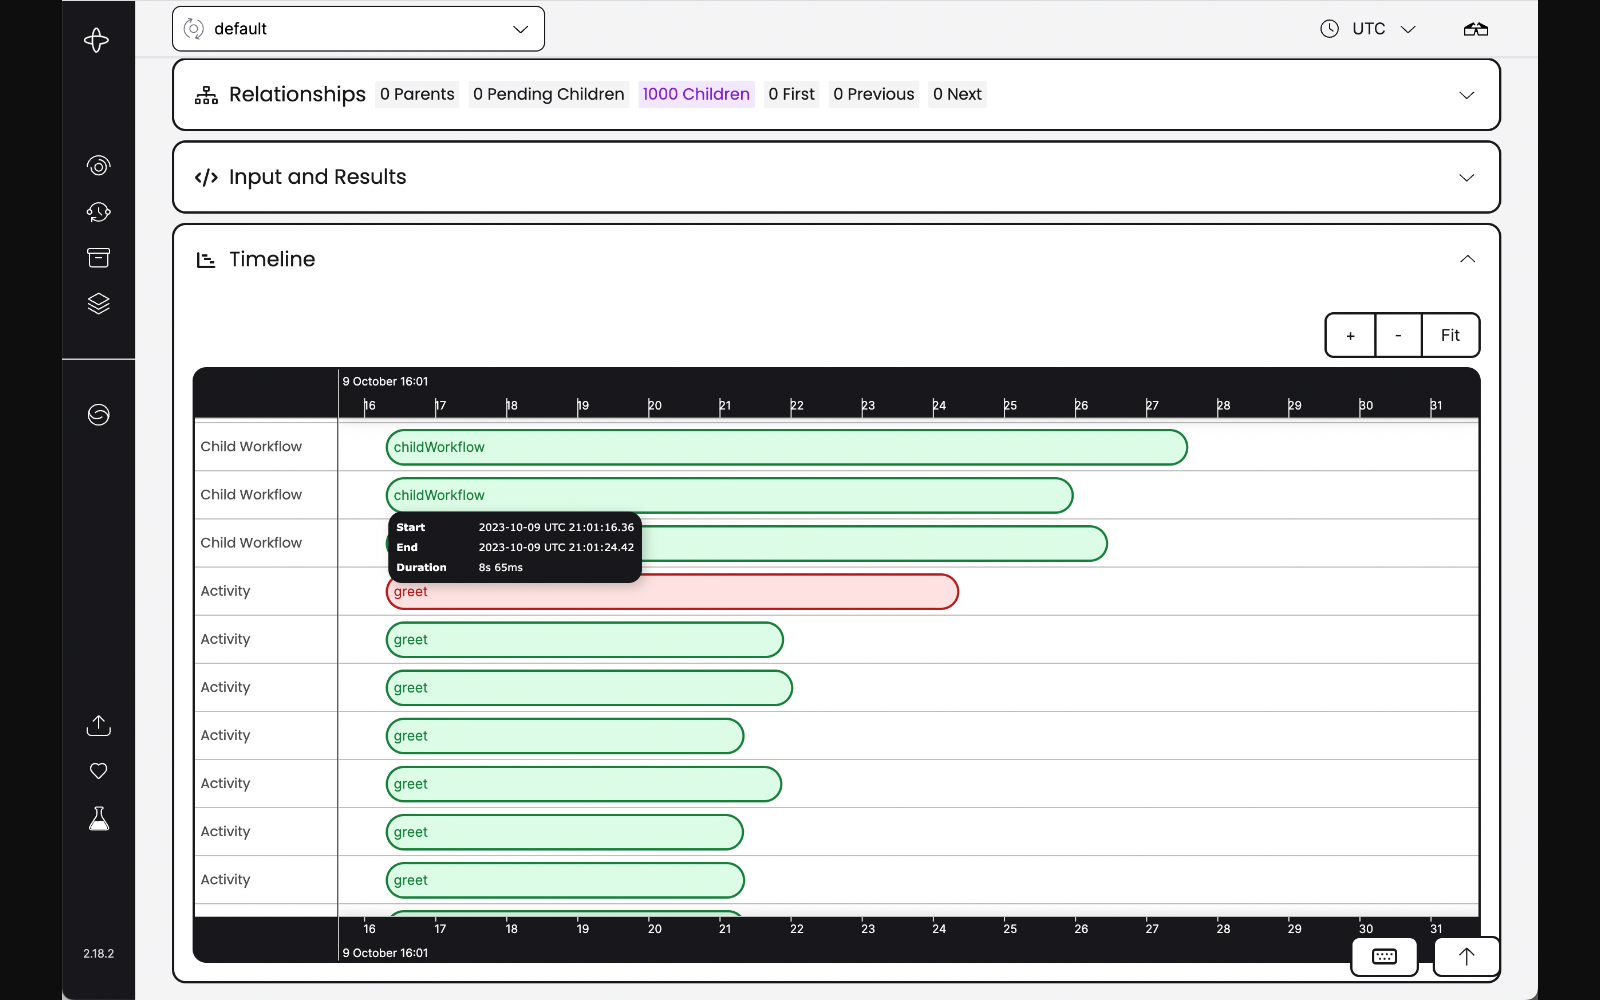 default
UTC
Relationships 0 Parents 0 Pending Children 1000 Children 0 First 0 Previous 0 Next
Input and Results
Timeline
+ - Fit
9 October 16:01
16 17 18 19 20 21 22 23 24 25 26 27 28 29 30 31
Child Workflow childWorkflow
Child Workflow childWorkflow
Start 2023-10-09 UTC 21:01:16.36
Child Workflow
End 2023-10-09 UTC 21:01:24.42
Duration 8s 65ms
Activity greet
Activity greet
Activity greet
Activity greet
Activity greet
Activity greet
Activity greet
16 17 18 19 20 21 22 23 24 25 26 27 28 29 30 31
9 October 16:01
2.18.2